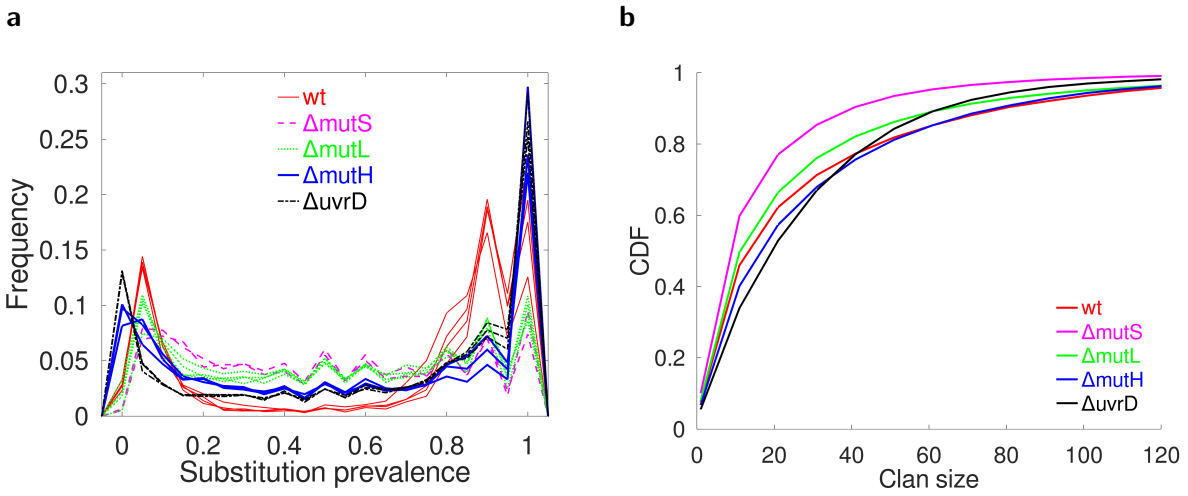 a
b
0.3
0.25
0.2
0.15
0.1
0.05
0
Frequency
wt
ΔmutS
ΔmutL
ΔmutH
ΔuvrD
0 0.2 0.4 0.6 0.8 1
Substitution prevalence
1
0.8
0.6
0.4
0.2
0
CDF
wt
ΔmutS
ΔmutL
ΔmutH
ΔuvrD
0 20 40 60 80 100 120
Clan size